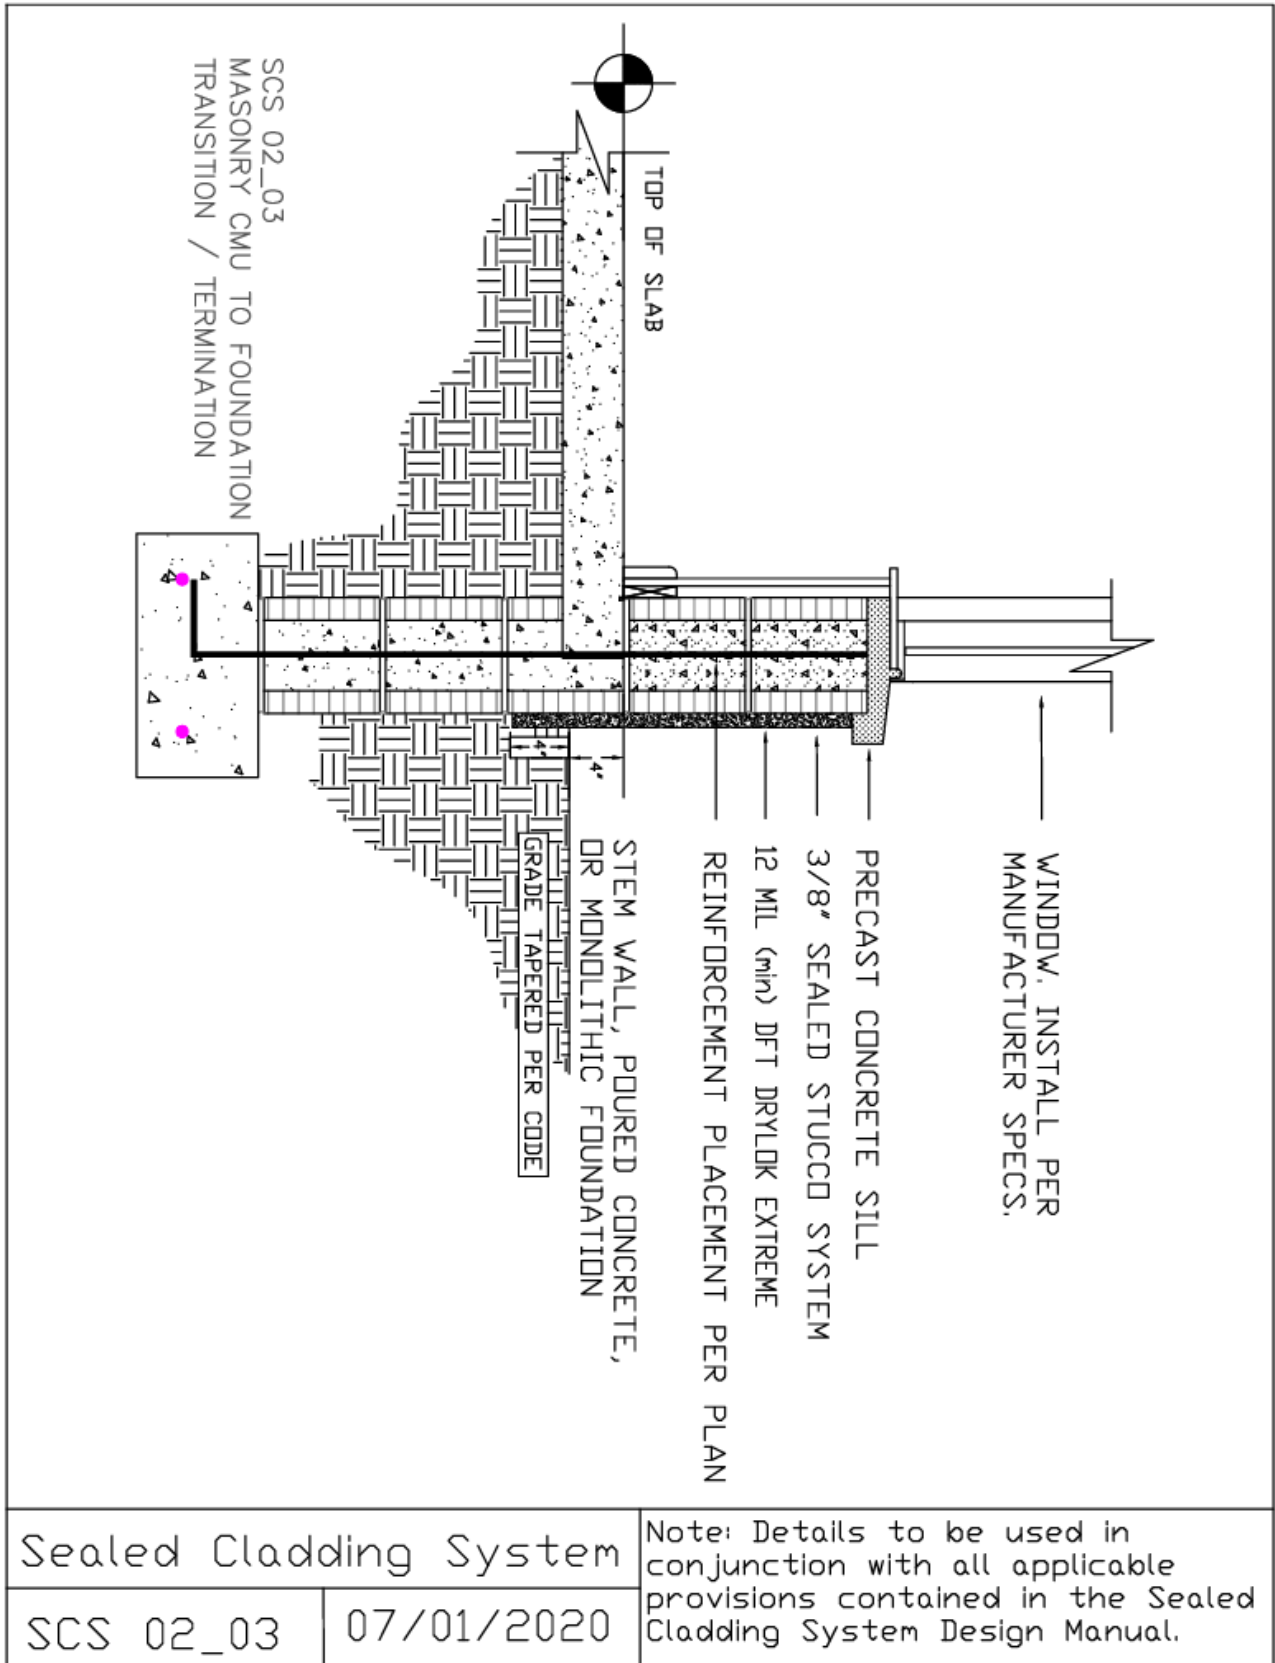 TOP OF SLAB
WINDOW. INSTALL PER
MANUFACTURER SPECS.
PRECAST CONCRETE SILL
3/8" SEALED STUCCO SYSTEM
12 MIL (min) DFT DRYLOK EXTREME
REINFORCEMENT PLACEMENT PER PLAN
STEM WALL, POURED CONCRETE,
OR MONOLITHIC FOUNDATION
4"
4"
GRADE TAPERED PER CODE
SCS 02_03
MASONRY CMU TO FOUNDATION
TRANSITION / TERMINATION
Sealed Cladding System
SCS 02_03
07/01/2020
Note: Details to be used in
conjunction with all applicable
provisions contained in the Sealed
Cladding System Design Manual.